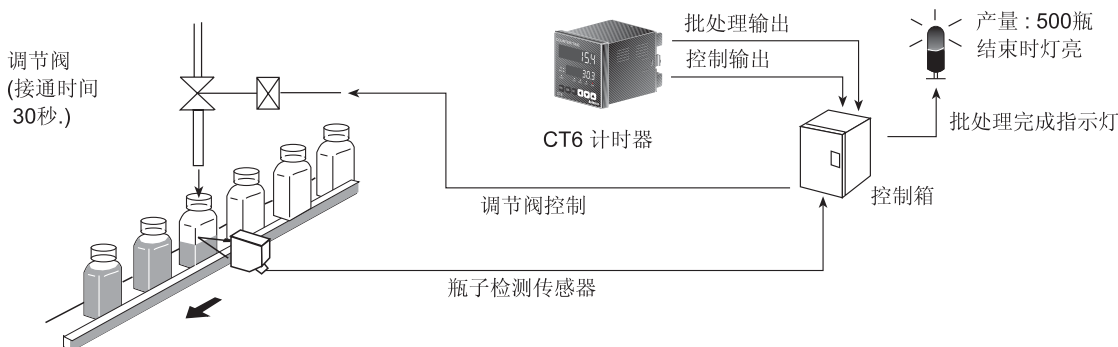 调节阀
(接通时间
30秒.)
批处理输出
控制输出
154
303
CT6 计时器
产量 : 500瓶
结束时灯亮
批处理完成指示灯
控制箱
调节阀控制
瓶子检测传感器